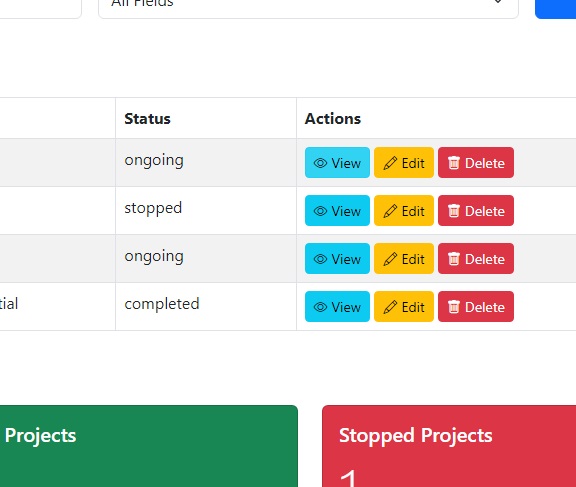 All Fields
Status Actions
ongoing View Edit Delete
stopped View Edit Delete
ongoing View Edit Delete
tial completed View Edit Delete
Projects Stopped Projects
1